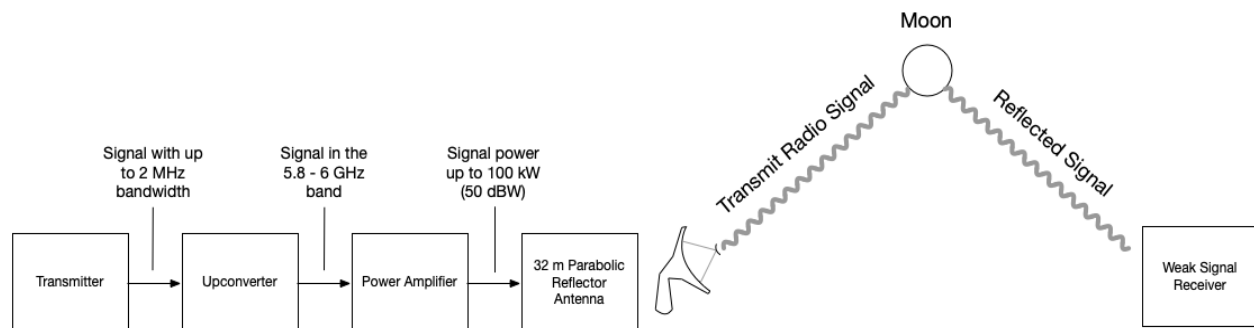 Moon
Transmit Radio Signal
Reflected Signal
Signal with up
to 2 MHz
bandwidth
Signal in the
5.8 - 6 GHz
band
Signal power
up to 100 kW
(50 dBW)
Transmitter
Upconverter
Power Amplifier
32 m Parabolic
Reflector
Antenna
Weak Signal
Receiver